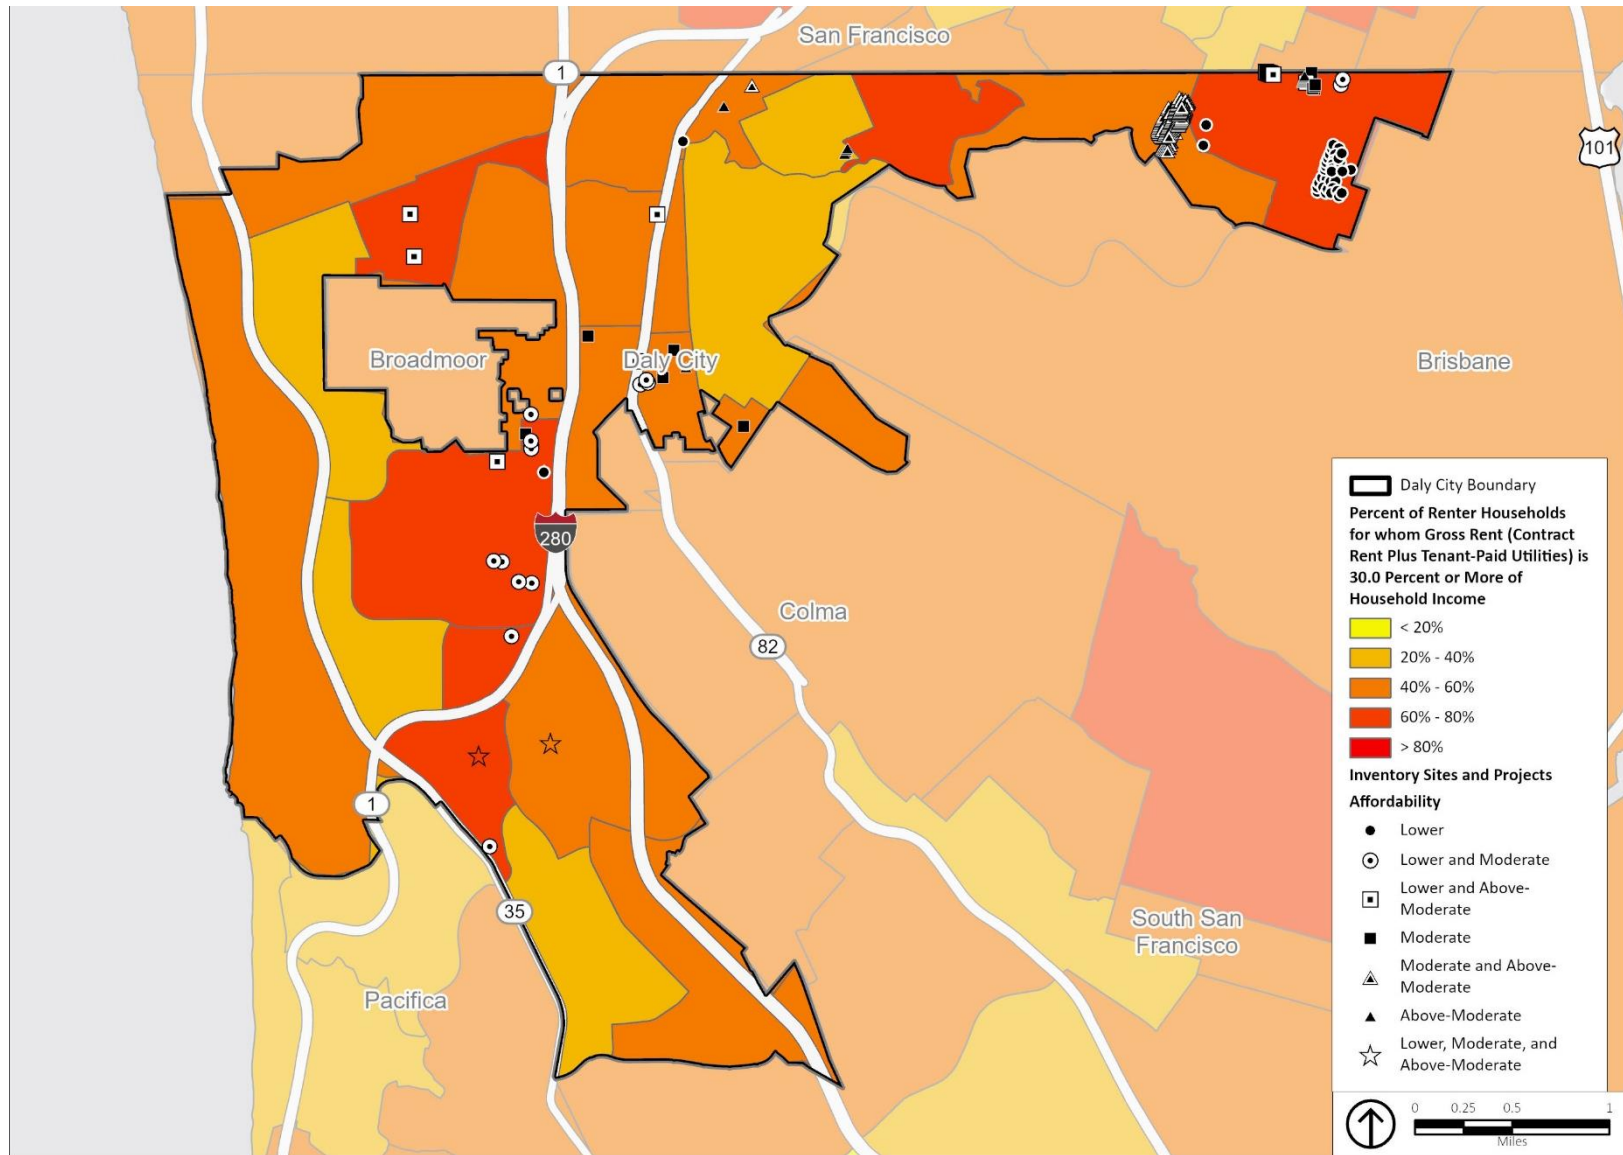 San Francisco
1
101
Broadmoor
Daly City
Brisbane
280
Colma
82
1
35
South San
Francisco
Pacifica
Daly City Boundary
Percent of Renter Households
for whom Gross Rent (Contract
Rent Plus Tenant-Paid Utilities) is
30.0 Percent or More of
Household Income
< 20%
20% - 40%
40% - 60%
60% - 80%
> 80%
Inventory Sites and Projects
Affordability
Lower
Lower and Moderate
Lower and Above-
Moderate
Moderate
Moderate and Above-
Moderate
Above-Moderate
Lower, Moderate, and
Above-Moderate
0 0.25 0.5 1
Miles